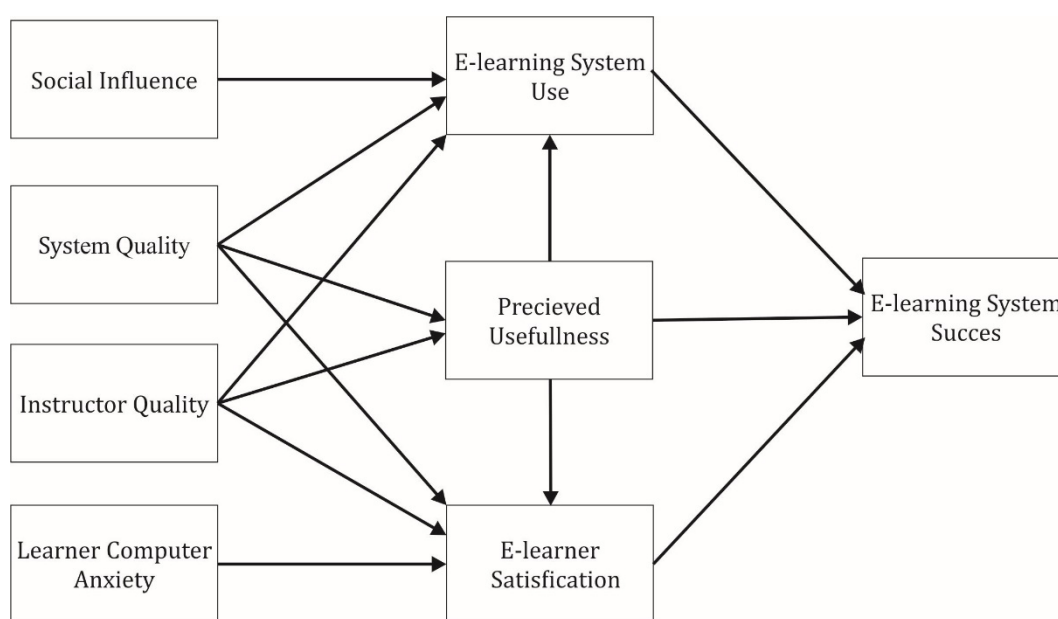 Social Influence
System Quality
Instructor Quality
Learner Computer
Anxiety
E-learning System
Use
Precieved
Usefullness
E-learner
Satisfication
E-learning System
Succes